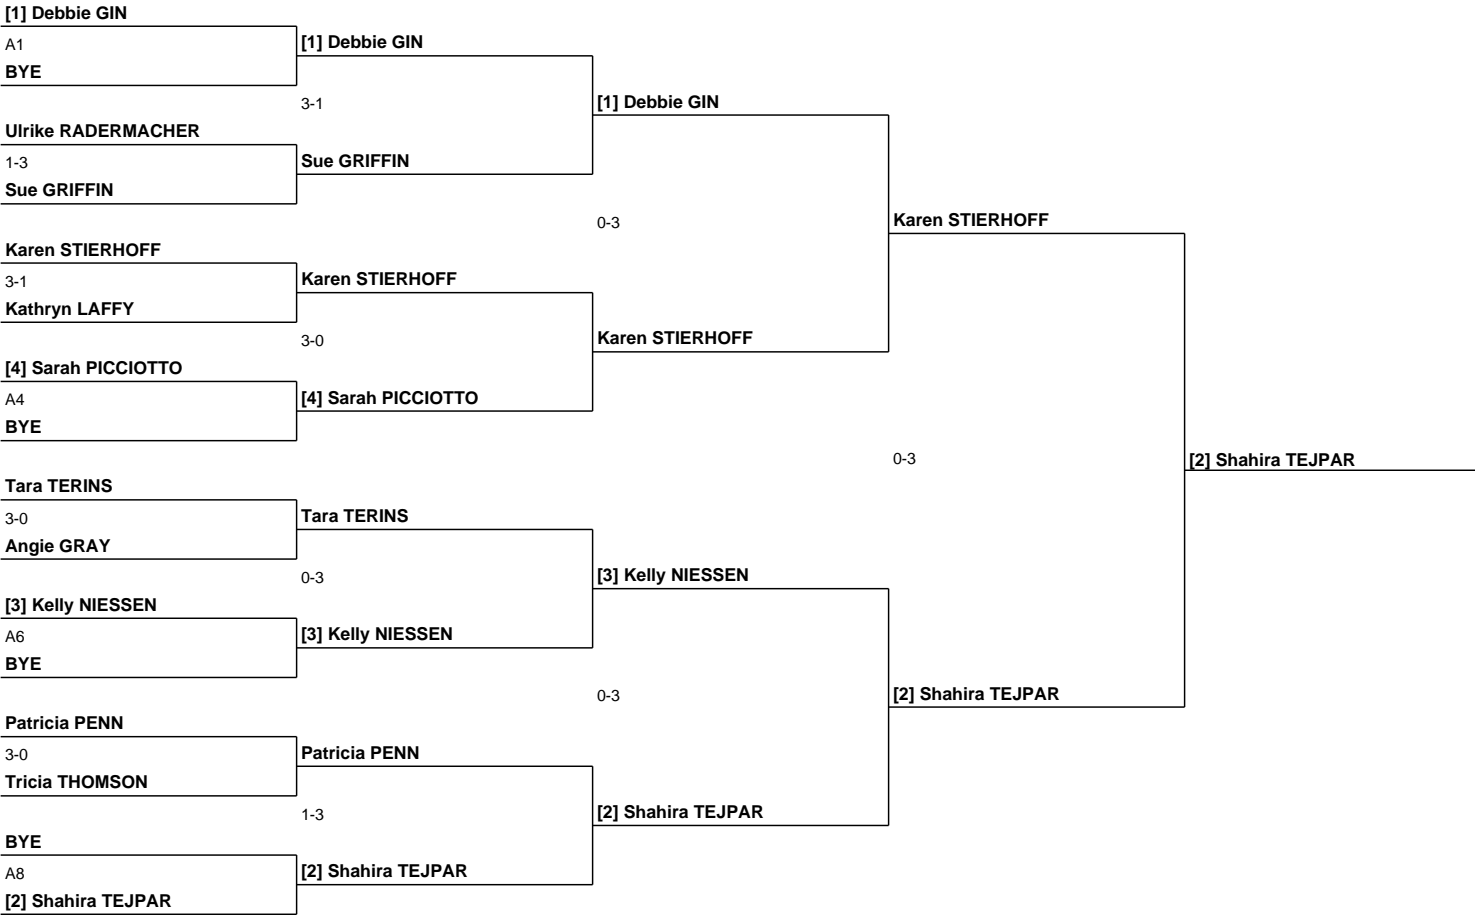 [1] Debbie GIN
A1
BYE
Ulrike RADERMACHER
1-3
Sue GRIFFIN
Karen STIERHOFF
3-1
Kathryn LAFFY
[4] Sarah PICCIOTTO
A4
BYE
Tara TERINS
3-0
Angie GRAY
[3] Kelly NIESSEN
A6
BYE
Patricia PENN
3-0
Tricia THOMSON
BYE
A8
[2] Shahira TEJPAR
[1] Debbie GIN
3-1
Sue GRIFFIN
Karen STIERHOFF
3-0
[4] Sarah PICCIOTTO
Tara TERINS
0-3
[3] Kelly NIESSEN
Patricia PENN
1-3
[2] Shahira TEJPAR
[1] Debbie GIN
0-3
Karen STIERHOFF
[3] Kelly NIESSEN
0-3
[2] Shahira TEJPAR
Karen STIERHOFF
0-3
[2] Shahira TEJPAR
[2] Shahira TEJPAR